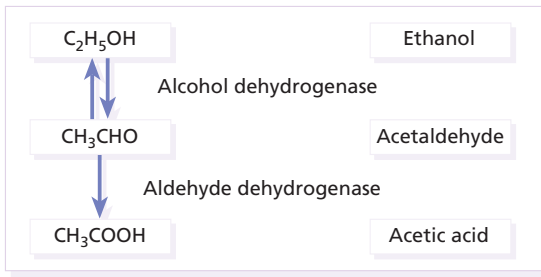 C₂H₅OH Ethanol
Alcohol dehydrogenase
CH₃CHO Acetaldehyde
Aldehyde dehydrogenase
CH₃COOH Acetic acid